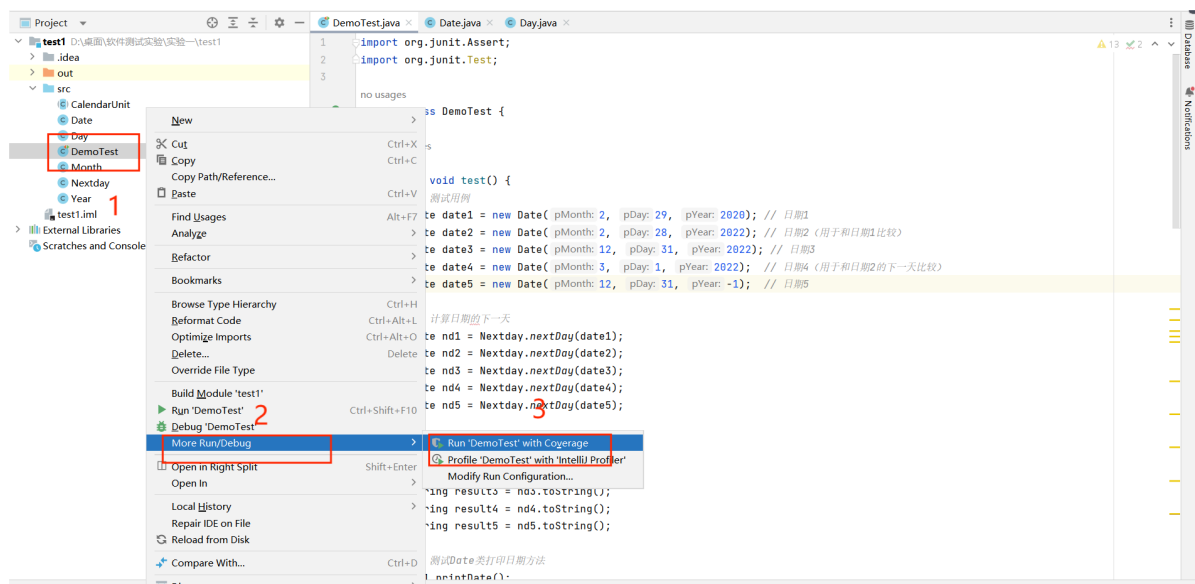 Project
DemoTest.java
Date.java
Day.java
test1 D:\桌面\软件测试实验\实验一\test1
.idea
out
src
CalendarUnit
Date
Day
DemoTest
Month
Nextday
Year
test1.iml
External Libraries
Scratches and Console
1
New
Cut Ctrl+X
Copy Ctrl+C
Copy Path/Reference...
Paste Ctrl+V
Find Usages Alt+F7
Analyze
Refactor
Bookmarks
Browse Type Hierarchy Ctrl+H
Reformat Code Ctrl+Alt+L
Optimize Imports Ctrl+Alt+O
Delete... Delete
Override File Type
Build Module 'test1'
Run 'DemoTest' Ctrl+Shift+F10
Debug 'DemoTest'
More Run/Debug
Open in Right Split Shift+Enter
Open In
Local History
Repair IDE on File
Reload from Disk
Compare With... Ctrl+D
2
3
Run 'DemoTest' with Coverage
Profile 'DemoTest' with 'IntelliJ Profiler'
Modify Run Configuration...
1 import org.junit.Assert;
2 import org.junit.Test;
3
no usages
ss DemoTest {
void test() {
测试用例
te date1 = new Date( pMonth: 2, pDay: 29, pYear: 2020); // 日期1
te date2 = new Date( pMonth: 2, pDay: 28, pYear: 2022); // 日期2（用于和日期1比较）
te date3 = new Date( pMonth: 12, pDay: 31, pYear: 2022); // 日期3
te date4 = new Date( pMonth: 3, pDay: 1, pYear: 2022); // 日期4（用于和日期2的下一天比较）
te date5 = new Date( pMonth: 12, pDay: 31, pYear: -1); // 日期5
计算日期的下一天
te nd1 = Nextday.nextDay(date1);
te nd2 = Nextday.nextDay(date2);
te nd3 = Nextday.nextDay(date3);
te nd4 = Nextday.nextDay(date4);
te nd5 = Nextday.nextDay(date5);
ring result3 = nd3.toString();
ring result4 = nd4.toString();
ring result5 = nd5.toString();
测试Date类打印日期方法
printDate();
13 2
Database
Notifications